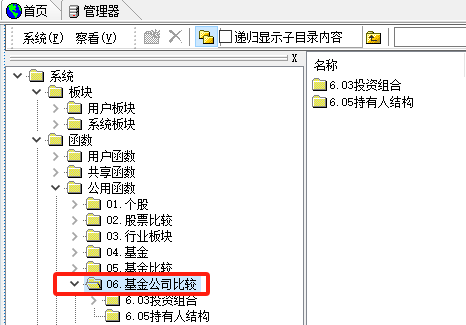 首页 管理器
系统(F) 察看(V) 递归显示子目录内容
x
系统
板块
用户板块
系统板块
函数
用户函数
共享函数
公用函数
01.个股
02.股票比较
03.行业板块
04.基金
05.基金比较
06.基金公司比较
6.03投资组合
6.05持有人结构
名称
6.03投资组合
6.05持有人结构